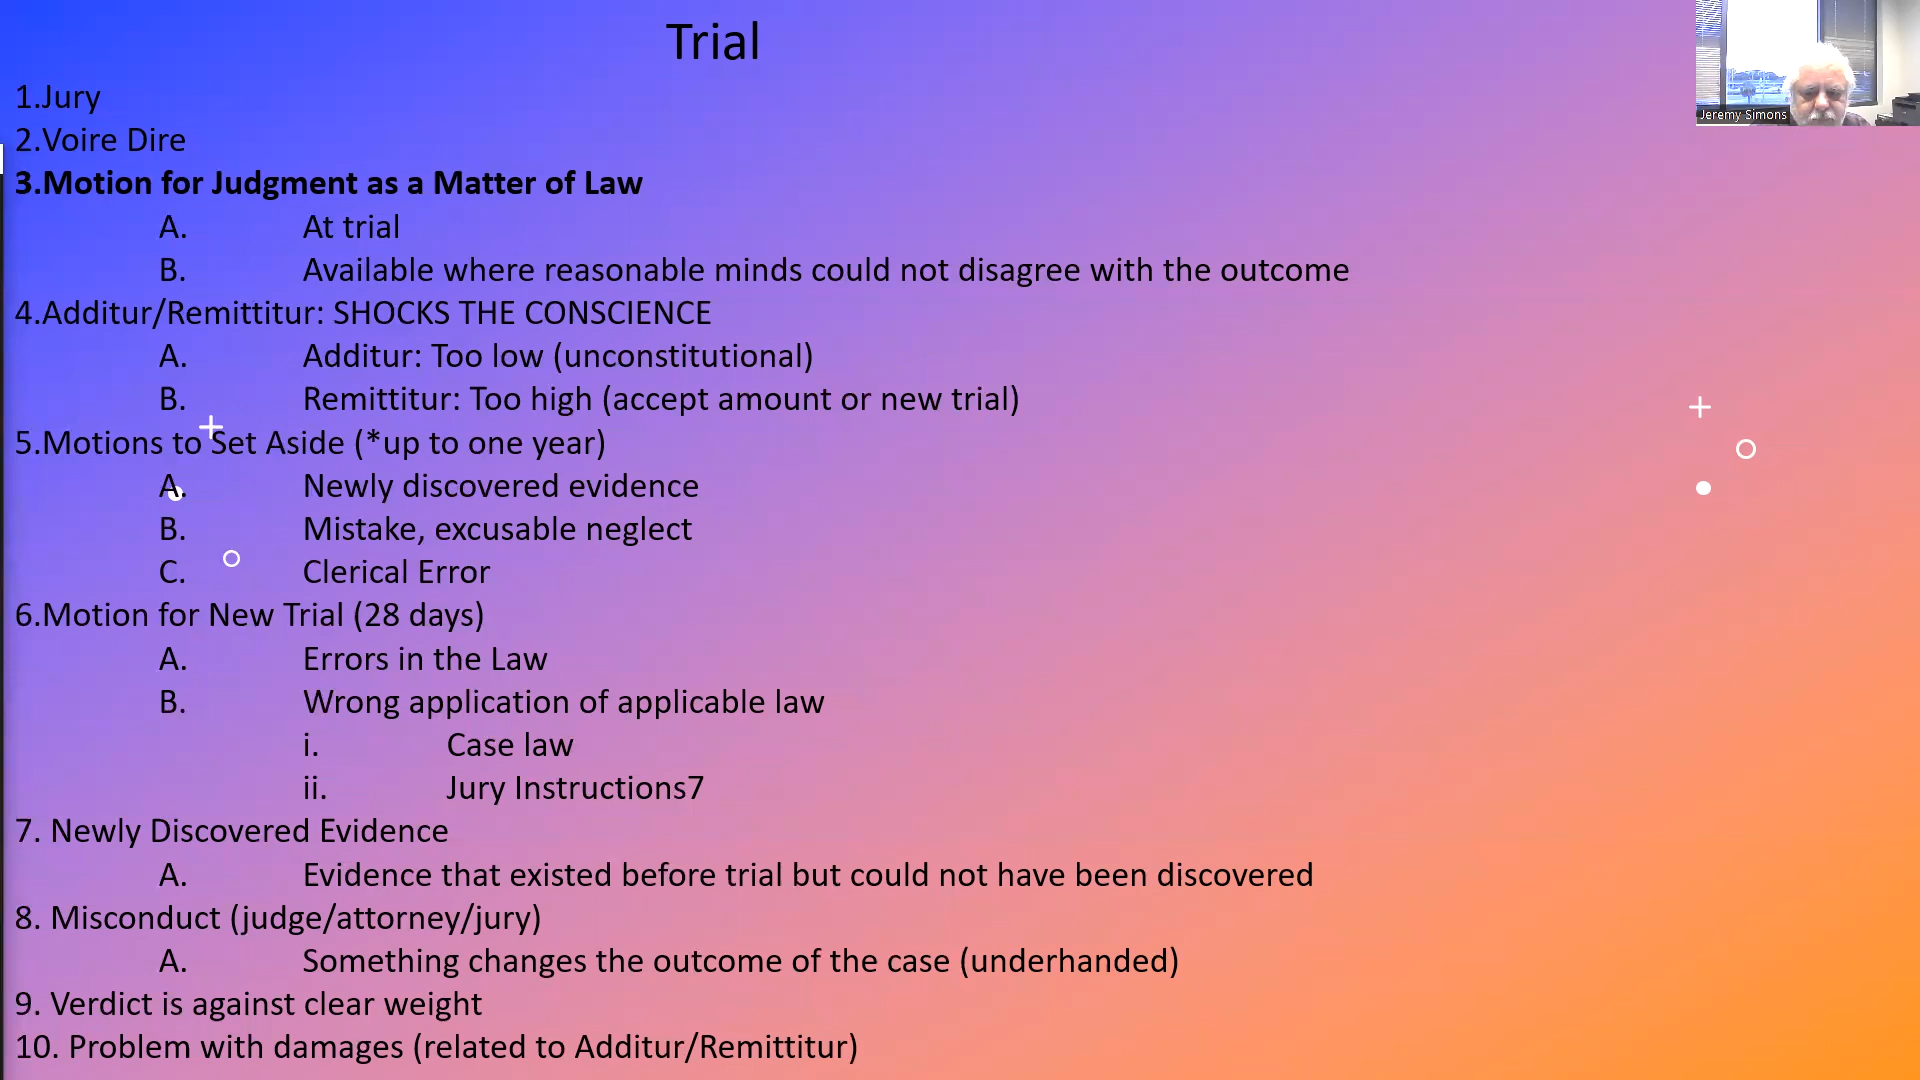 Trial
Jeremy Simons
1.Jury
2.Voire Dire
3.Motion for Judgment as a Matter of Law
A. At trial
B. Available where reasonable minds could not disagree with the outcome
4.Additur/Remittitur: SHOCKS THE CONSCIENCE
A. Additur: Too low (unconstitutional)
B. Remittitur: Too high (accept amount or new trial)
5.Motions to Set Aside (*up to one year)
A. Newly discovered evidence
B. Mistake, excusable neglect
C. Clerical Error
6.Motion for New Trial (28 days)
A. Errors in the Law
B. Wrong application of applicable law
i. Case law
ii. Jury Instructions7
7. Newly Discovered Evidence
A. Evidence that existed before trial but could not have been discovered
8. Misconduct (judge/attorney/jury)
A. Something changes the outcome of the case (underhanded)
9. Verdict is against clear weight
10. Problem with damages (related to Additur/Remittitur)